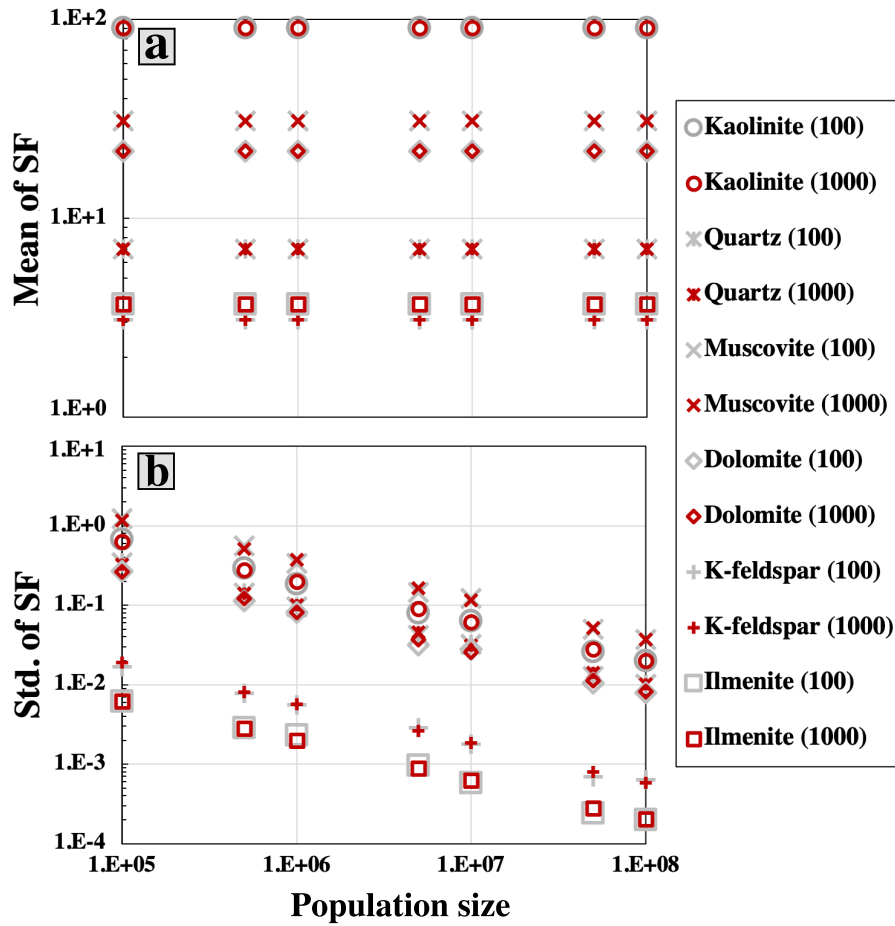 1.E+2
a
Mean of SF
1.E+1
1.E+0
Kaolinite (100)
Kaolinite (1000)
Quartz (100)
Quartz (1000)
Muscovite (100)
Muscovite (1000)
Dolomite (100)
Dolomite (1000)
K-feldspar (100)
K-feldspar (1000)
Ilmenite (100)
Ilmenite (1000)
1.E+1
b
1.E+0
1.E-1
Std. of SF
1.E-2
1.E-3
1.E-4
1.E+05 1.E+06 1.E+07 1.E+08
Population size